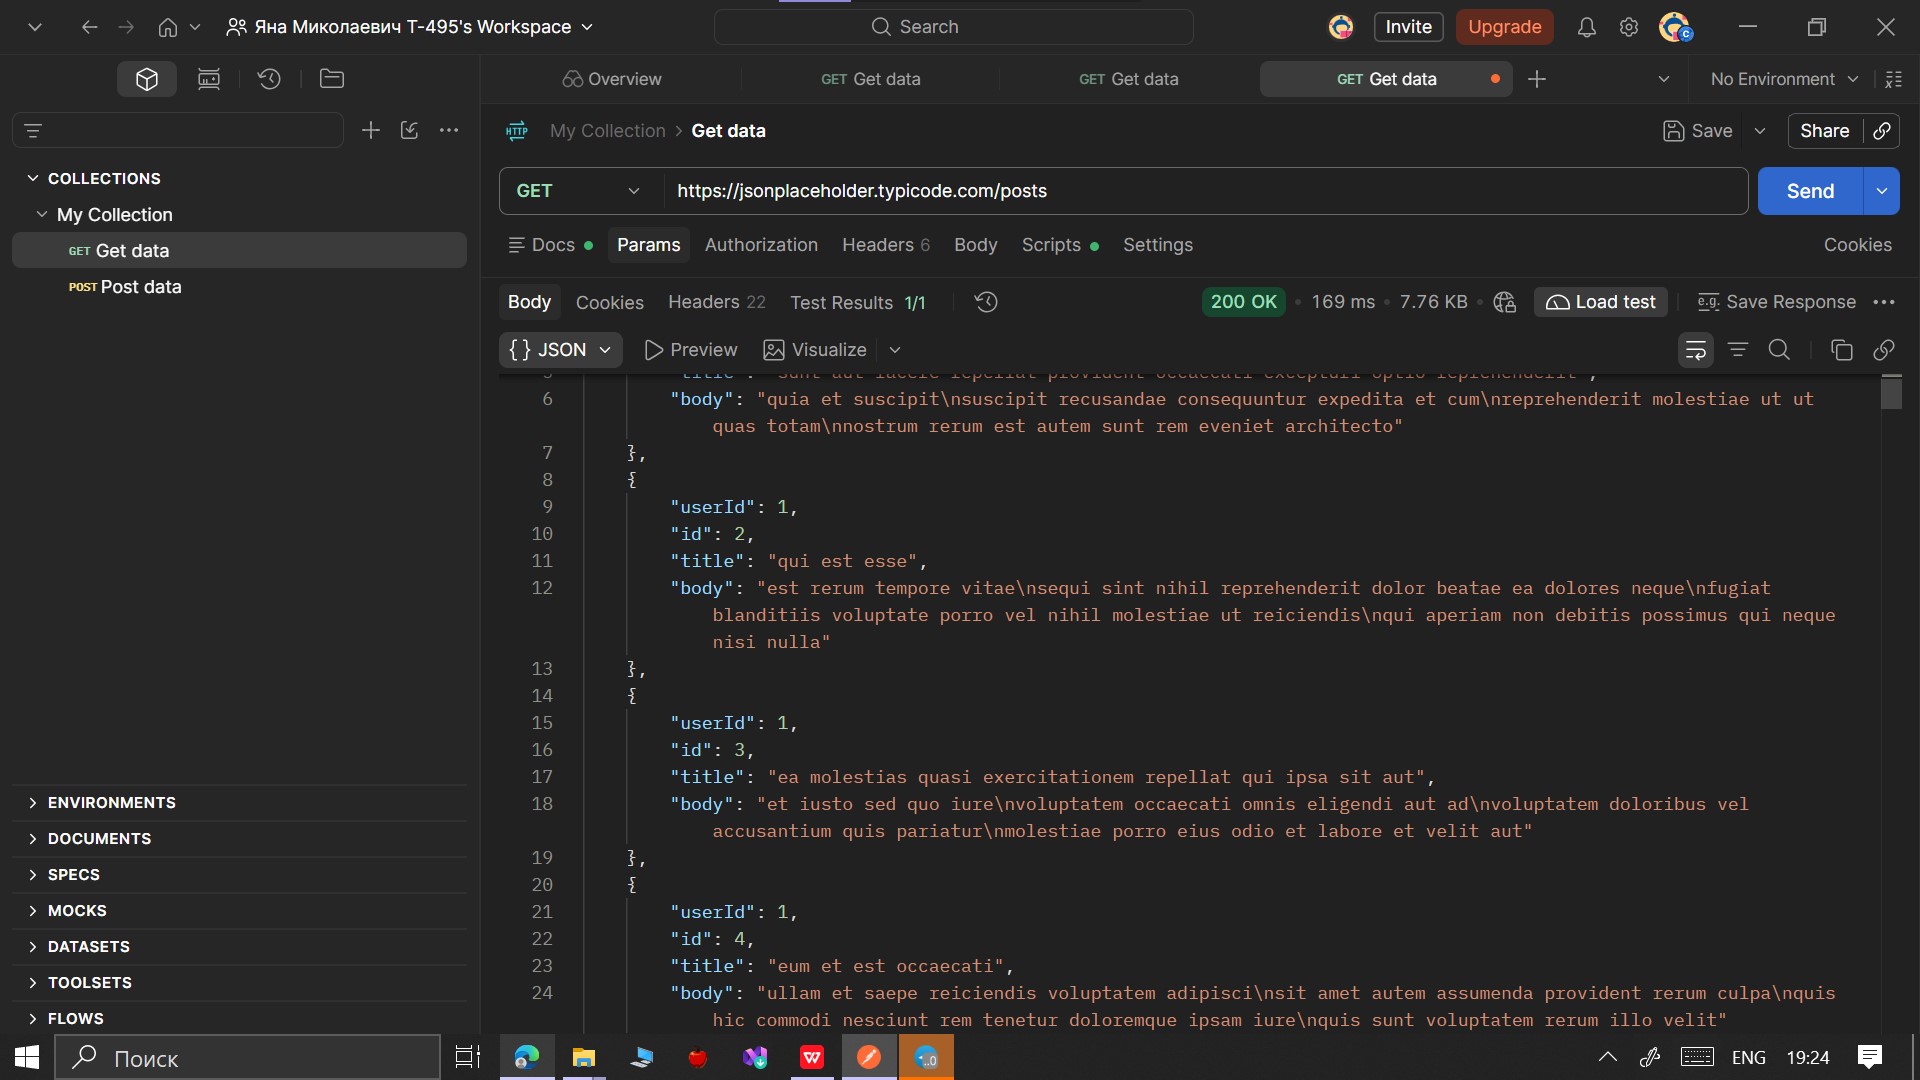 Яна Миколаевич Т-495's Workspace
Search
Invite
Upgrade
Overview
GET Get data
GET Get data
GET Get data
No Environment
HTTP
My Collection > Get data
Save
Share
COLLECTIONS
My Collection
GET Get data
POST Post data
GET
https://jsonplaceholder.typicode.com/posts
Send
Docs
Params
Authorization
Headers 6
Body
Scripts
Settings
Cookies
Body
Cookies
Headers 22
Test Results 1/1
200 OK • 169 ms • 7.76 KB
Load test
e.g. Save Response
{} JSON
Preview
Visualize
5 "title": "sunt aut facere repellat provident occaecati excepturi optio reprehenderit",
6 "body": "quia et suscipit\nsuscipit recusandae consequuntur expedita et cum\nreprehenderit molestiae ut ut
quas totam\nnostrum rerum est autem sunt rem eveniet architecto"
7 },
8 {
9 "userId": 1,
10 "id": 2,
11 "title": "qui est esse",
12 "body": "est rerum tempore vitae\nsequi sint nihil reprehenderit dolor beatae ea dolores neque\nfugiat
blanditiis voluptate porro vel nihil molestiae ut reiciendis\nqui aperiam non debitis possimus qui neque
nisi nulla"
13 },
14 {
15 "userId": 1,
16 "id": 3,
17 "title": "ea molestias quasi exercitationem repellat qui ipsa sit aut",
18 "body": "et iusto sed quo iure\nvoluptatem occaecati omnis eligendi aut ad\nvoluptatem doloribus vel
accusantium quis pariatur\nmolestiae porro eius odio et labore et velit aut"
19 },
20 {
21 "userId": 1,
22 "id": 4,
23 "title": "eum et est occaecati",
24 "body": "ullam et saepe reiciendis voluptatem adipisci\nsit amet autem assumenda provident rerum culpa\nquis
hic commodi nesciunt rem tenetur doloremque ipsam iure\nquis sunt voluptatem rerum illo velit"
ENVIRONMENTS
DOCUMENTS
SPECS
MOCKS
DATASETS
TOOLSETS
FLOWS
Поиск
ENG
19:24